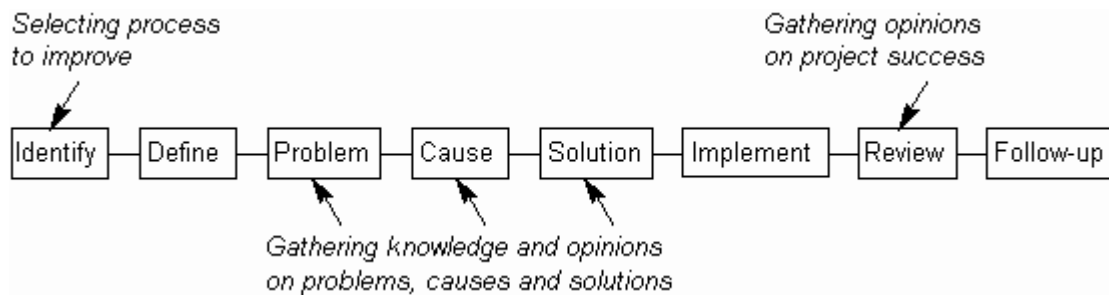 Selecting process
to improve
Gathering opinions
on project success
Identify
Define
Problem
Cause
Solution
Implement
Review
Follow-up
Gathering knowledge and opinions
on problems, causes and solutions